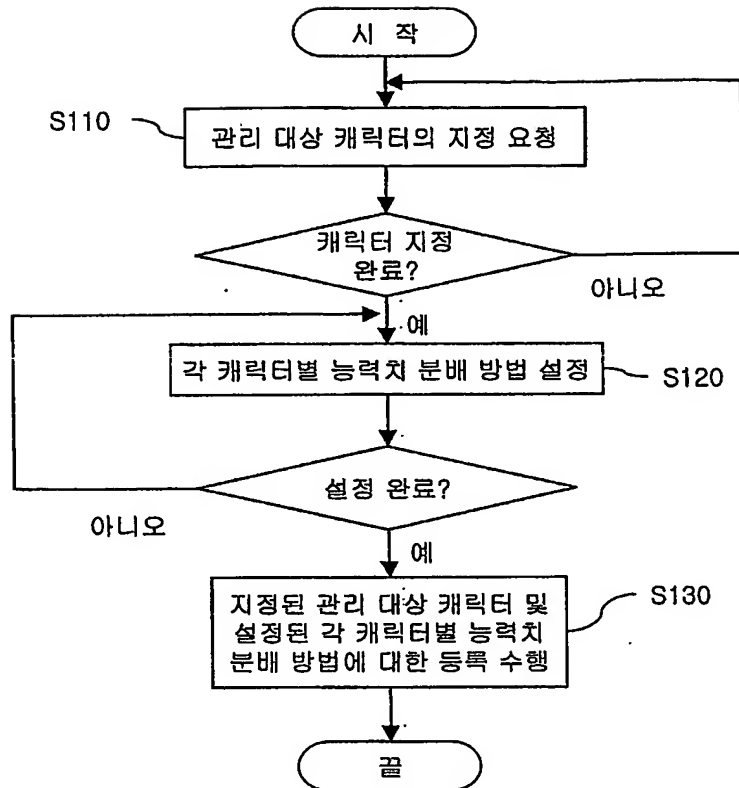 시 작
S110
관리 대상 캐릭터의 지정 요청
캐릭터 지정
완료?
아니오
예
각 캐릭터별 능력치 분배 방법 설정
S120
설정 완료?
아니오
예
지정된 관리 대상 캐릭터 및
설정된 각 캐릭터별 능력치
분배 방법에 대한 등록 수행
S130
끝